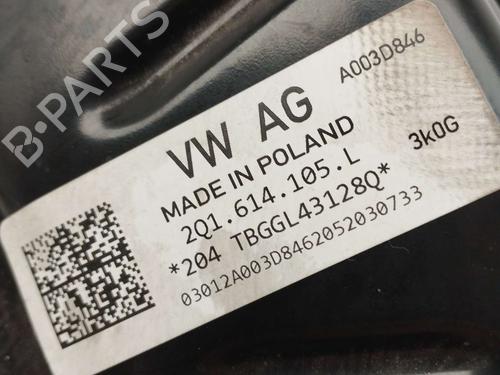 B-PARTS
A003D846
VW AG
3k0G
MADE IN POLAND
2Q1.614.105.L
*204 TBGGL43128Q*
03012A003D8462052030733